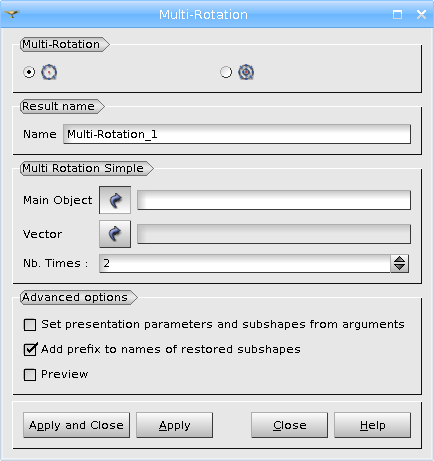 Multi-Rotation
Multi-Rotation
Result name
Name Multi-Rotation_1
Multi Rotation Simple
Main Object
Vector
Nb. Times : 2
Advanced options
Set presentation parameters and subshapes from arguments
Add prefix to names of restored subshapes
Preview
Apply and Close Apply Close Help